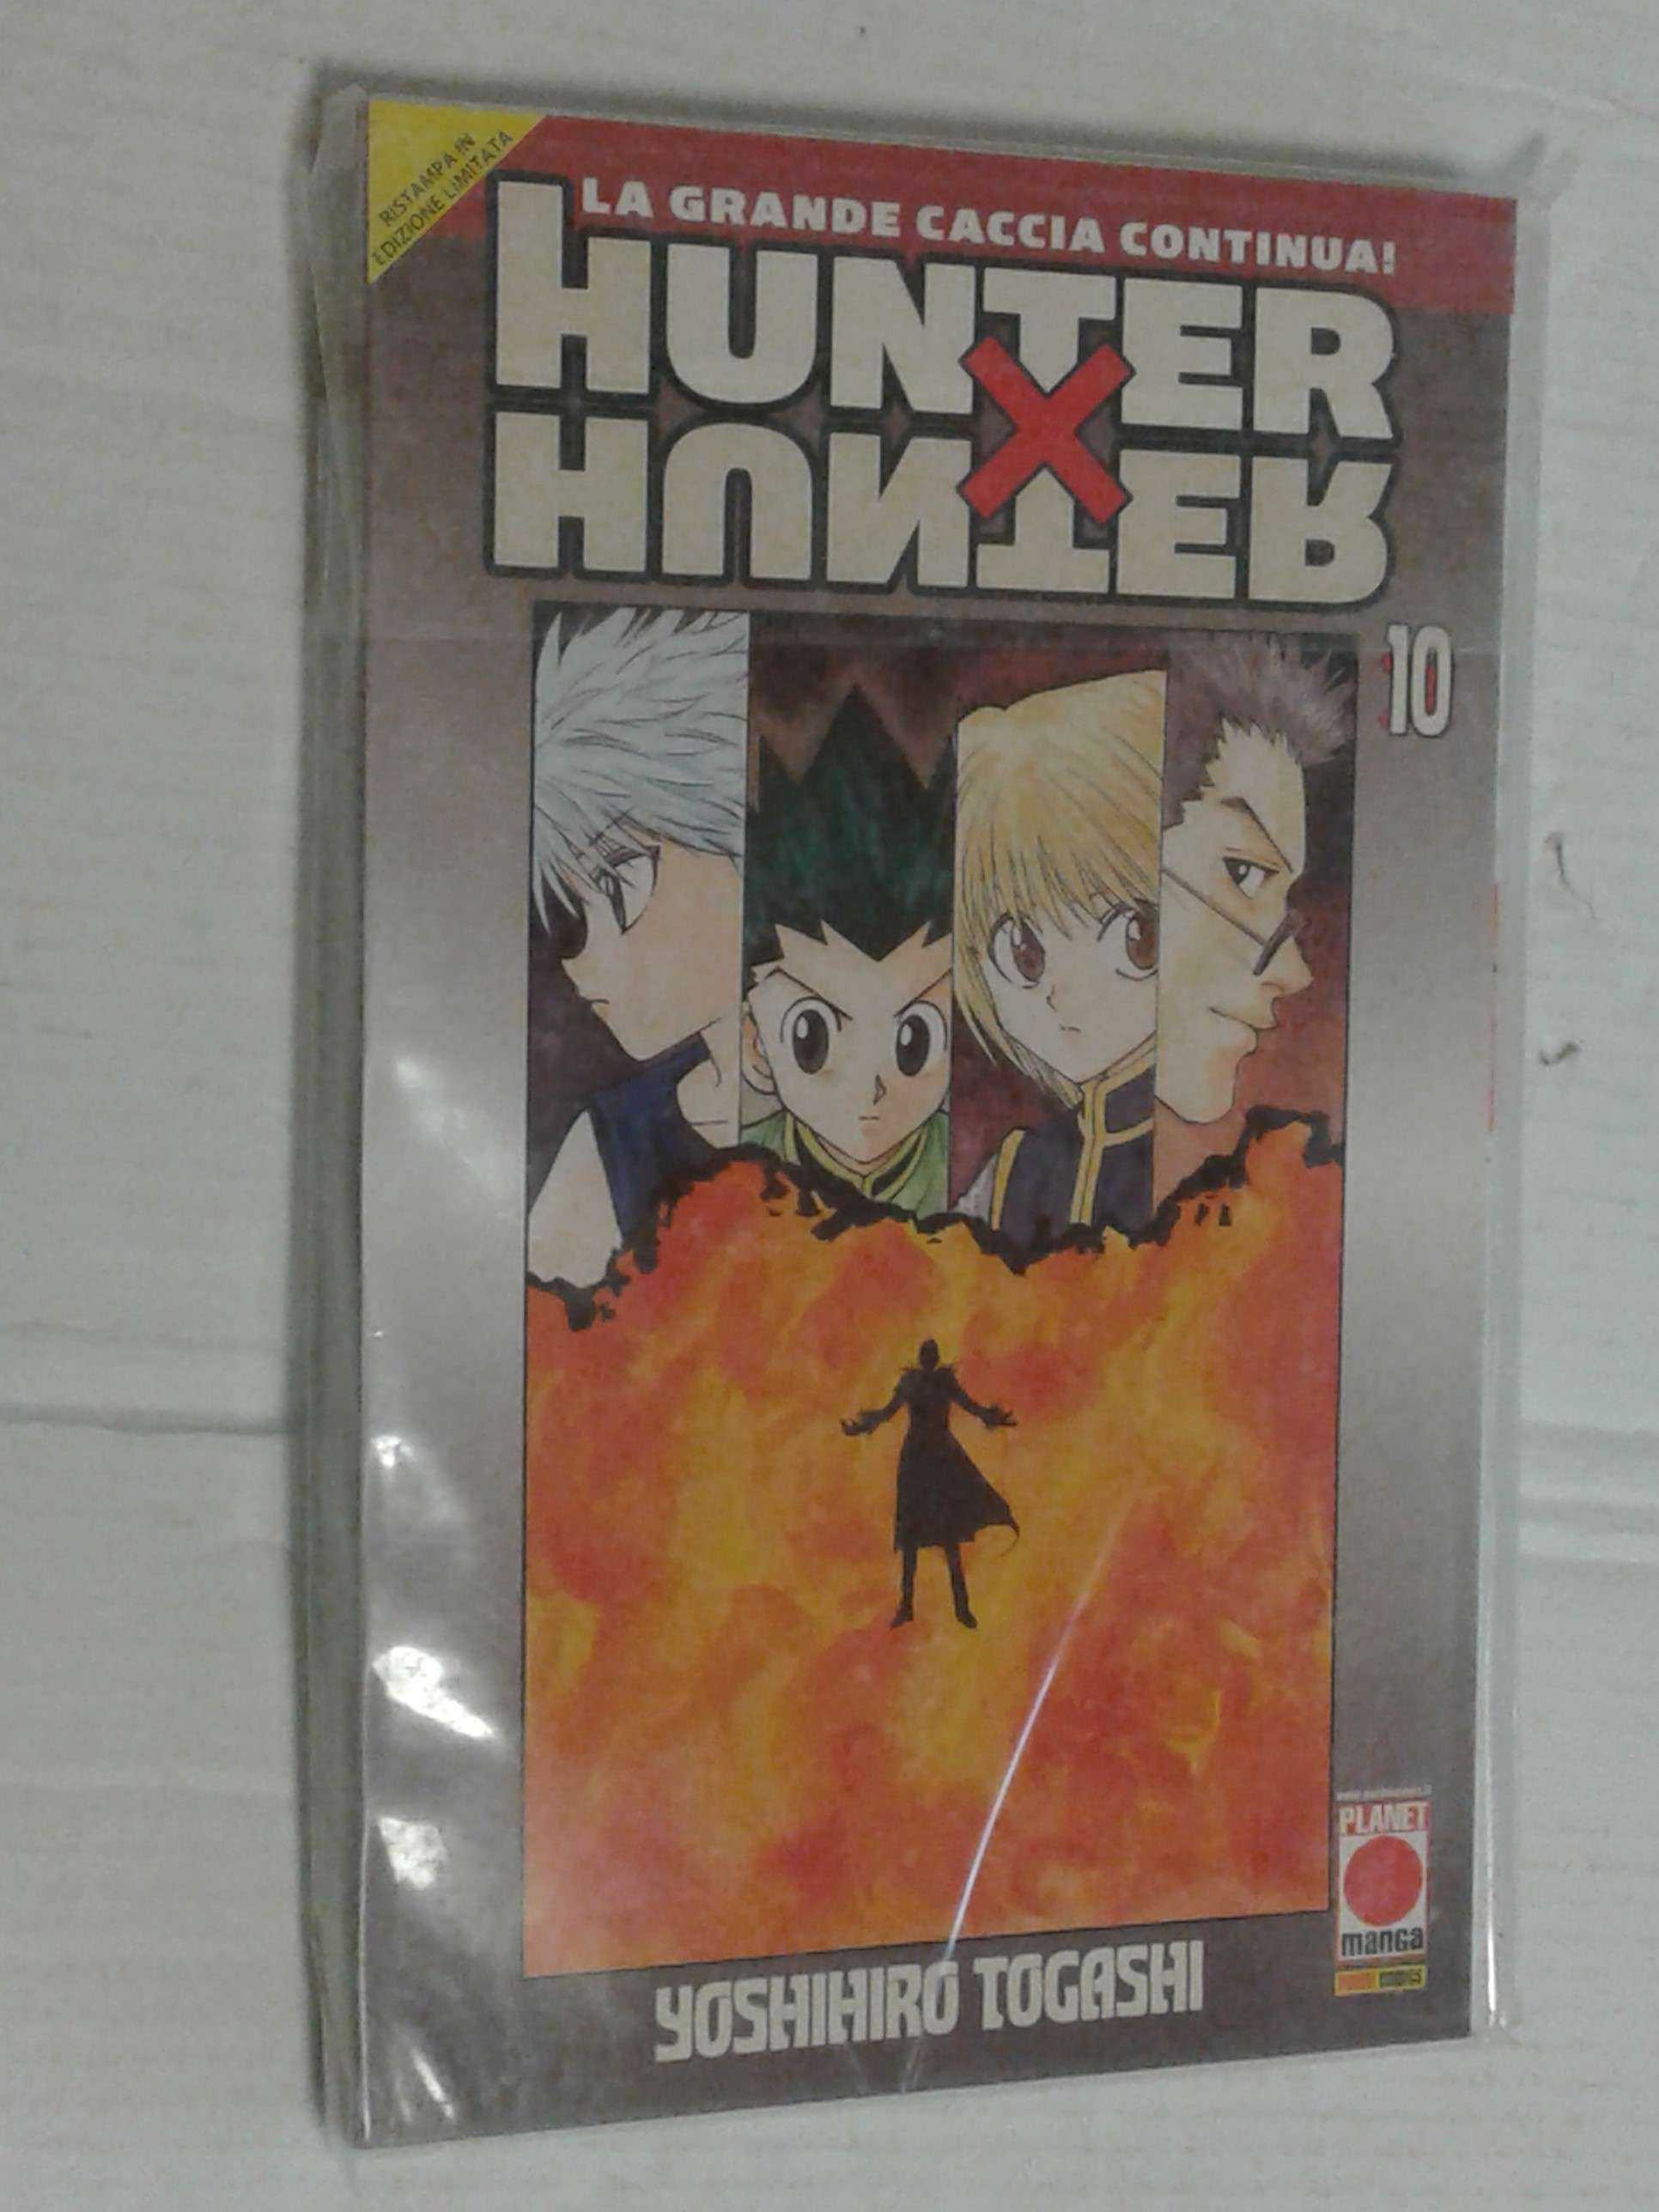 RISTAMPA IN
EDIZIONE LIMITATA
LA GRANDE CACCIA CONTINUA!
HUNTER
X
HUNTER
10
PLANET
manga
YOSHIHIRO TOGASHI